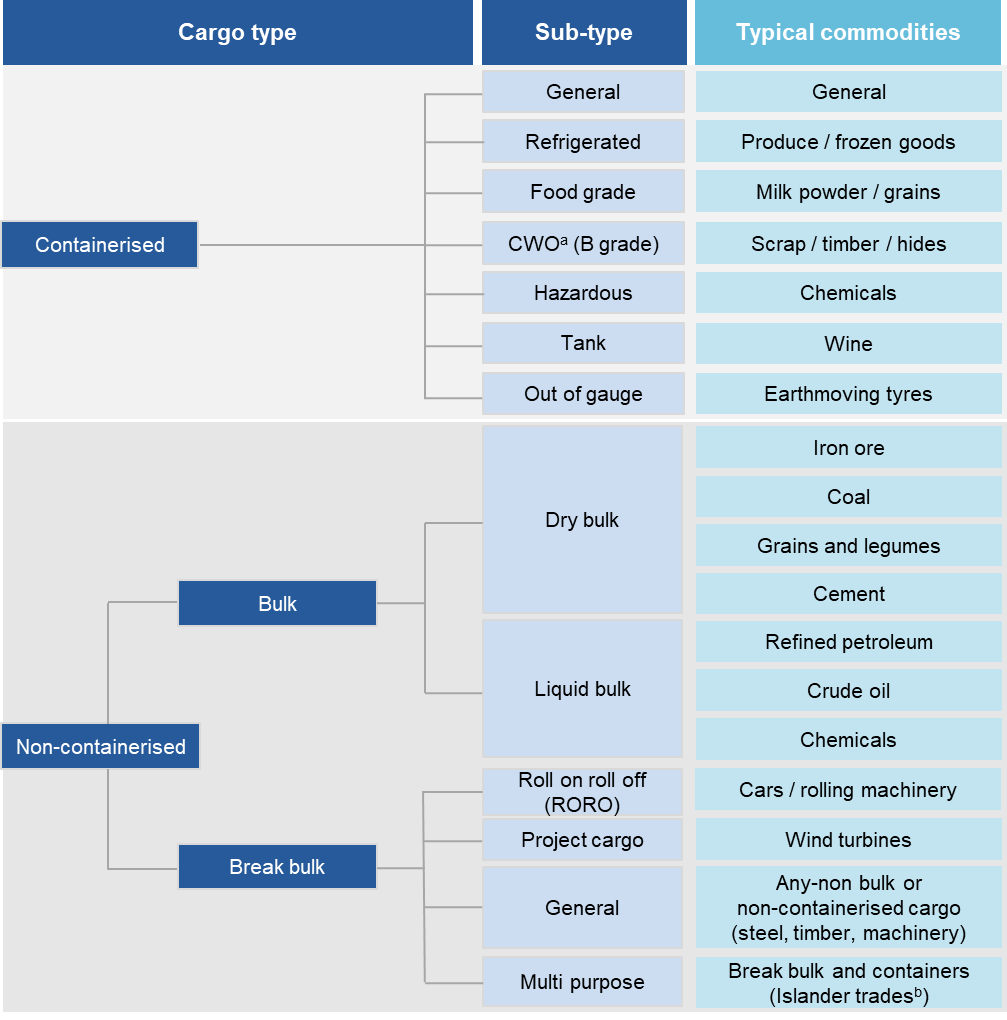 Cargo type
Sub-type
Typical commodities
Containerised
General
General
Refrigerated
Produce / frozen goods
Food grade
Milk powder / grains
CWOᵃ (B grade)
Scrap / timber / hides
Hazardous
Chemicals
Tank
Wine
Out of gauge
Earthmoving tyres
Non-containerised
Bulk
Dry bulk
Iron ore
Coal
Grains and legumes
Cement
Liquid bulk
Refined petroleum
Crude oil
Chemicals
Break bulk
Roll on roll off
(RORO)
Cars / rolling machinery
Project cargo
Wind turbines
General
Any-non bulk or
non-containerised cargo
(steel, timber, machinery)
Multi purpose
Break bulk and containers
(Islander tradesᵇ)